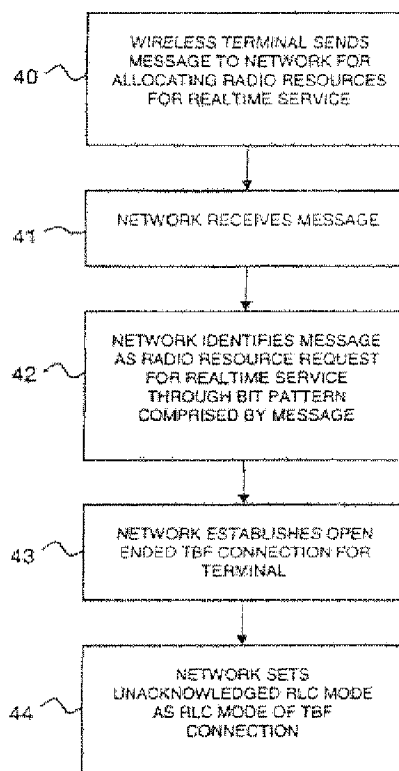 40
WIRELESS TERMINAL SENDS
MESSAGE TO NETWORK FOR
ALLOCATING RADIO RESOURCES
FOR REALTIME SERVICE
41
NETWORK RECEIVES MESSAGE
42
NETWORK IDENTIFIES MESSAGE
AS RADIO RESOURCE REQUEST
FOR REALTIME SERVICE
THROUGH BIT PATTERN
COMPRISED BY MESSAGE
43
NETWORK ESTABLISHES OPEN
ENDED TBF CONNECTION FOR
TERMINAL
44
NETWORK SETS
UNACKNOWLEDGED RLC MODE
AS RLC MODE OF TBF
CONNECTION